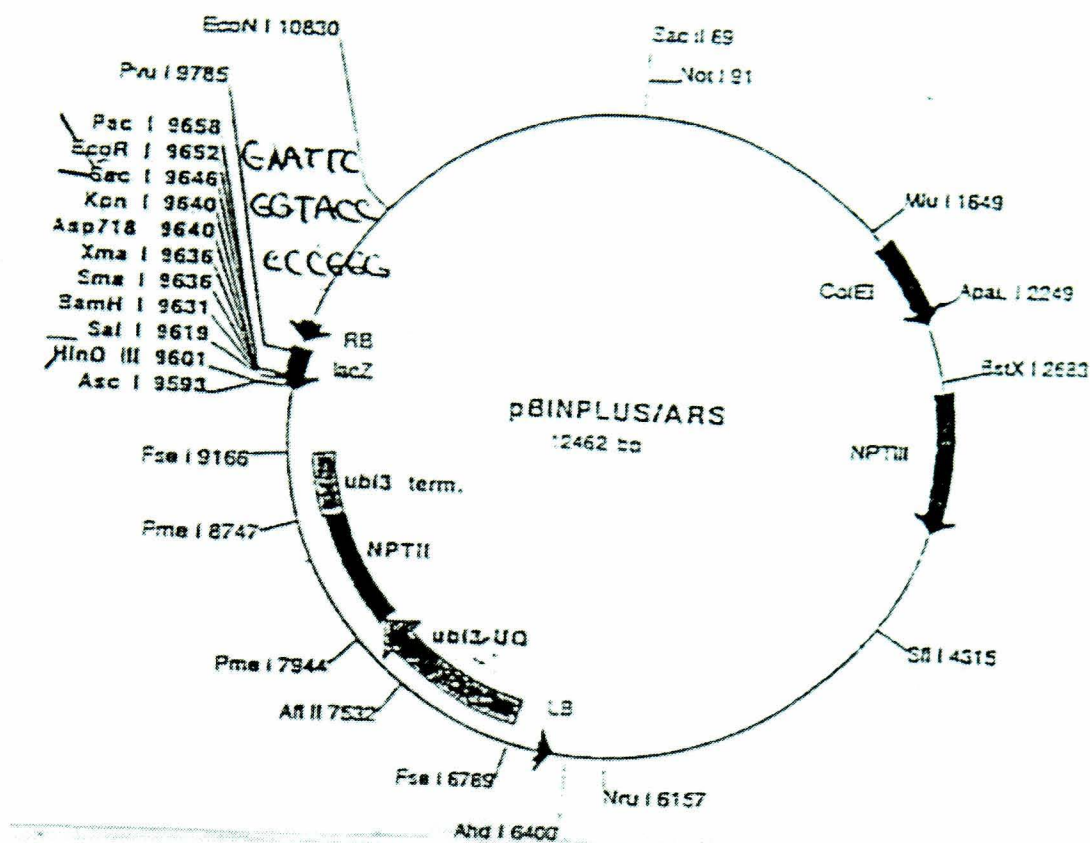 EcoN I 10830
Sac II 69
Not I 91
Pvu I 9785
Pac I 9658
EcoR I 9652
GAATTC
Sac I 9646
Kpn I 9640
GGTACC
Asp718 9640
Xma I 9636
CCCGGG
Sma I 9636
BamH I 9631
Sal I 9619
HinD III 9601
Asc I 9593
RB
lacZ
Mlu I 1649
ColEI
ApaL I 2249
BstX I 2683
pBINPLUS/ARS
12462 bp
NPTIII
Fse I 9166
ubi3 term.
Pme I 8747
NPTII
ubi3-UQ
Pme I 7944
Sfi I 4315
Afl II 7532
LB
Fse I 6789
Nru I 6157
Ahd I 6400